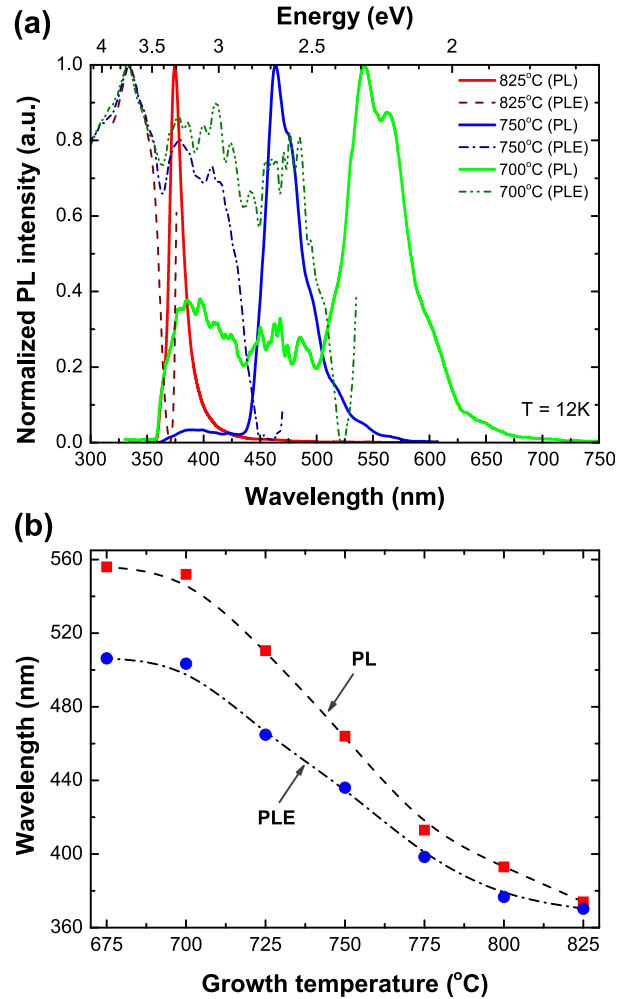 (a)
Energy (eV)
4 3.5 3 2.5 2
Normalized PL intensity (a.u.)
1.0
0.8
0.6
0.4
0.2
0.0
825°C (PL)
825°C (PLE)
750°C (PL)
750°C (PLE)
700°C (PL)
700°C (PLE)
T = 12K
300 350 400 450 500 550 600 650 700 750
Wavelength (nm)
(b)
Wavelength (nm)
560
520
480
440
400
360
PL
PLE
675 700 725 750 775 800 825
Growth temperature (°C)